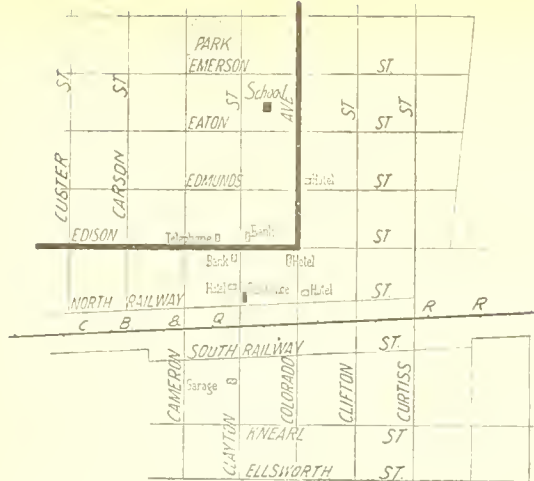 PARK
EMERSON ST.
School
CUSTER ST
CARSON ST
ST
AVE
ST
ST
EATON ST
EDMUNDS ST
Hotel
EDISON ST
Telephone
Bank
Bank
Hotel
Hotel
Hotel
NORTH RAILWAY ST.
C B & Q R R
SOUTH RAILWAY ST.
CAMERON
Garage
CLAYTON
COLORADO
CLIFTON
CURTISS
KNEARL ST
ELLSWORTH ST.